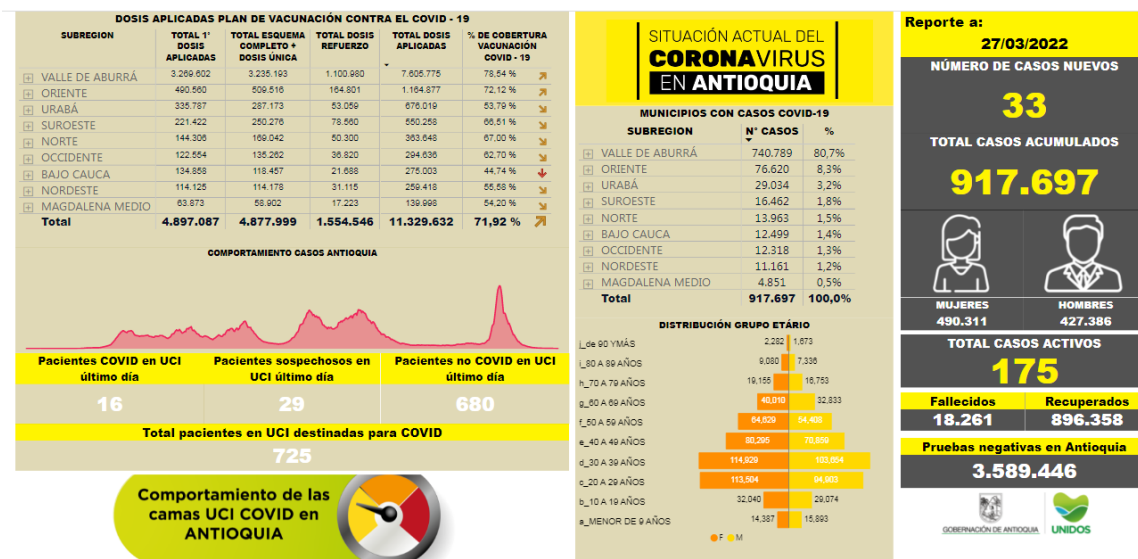 DOSIS APLICADAS PLAN DE VACUNACIÓN CONTRA EL COVID - 19
SUBREGION TOTAL 1° DOSIS APLICADAS TOTAL ESQUEMA COMPLETO + DOSIS ÚNICA TOTAL DOSIS REFUERZO TOTAL DOSIS APLICADAS % DE COBERTURA VACUNACIÓN COVID - 19
VALLE DE ABURRÁ 3.269.602 3.235.193 1.100.980 7.605.775 78,54 %
ORIENTE 490.560 509.516 164.801 1.164.877 72,12 %
URABÁ 335.787 287.173 53.059 676.019 53,79 %
SUROESTE 221.422 250.276 78.560 550.258 66,51 %
NORTE 144.306 169.042 50.300 363.648 67,00 %
OCCIDENTE 122.554 135.262 36.820 294.636 62,70 %
BAJO CAUCA 134.858 118.457 21.688 275.003 44,74 %
NORDESTE 114.125 114.178 31.115 259.418 55,58 %
MAGDALENA MEDIO 63.873 58.902 17.223 139.998 54,20 %
Total 4.897.087 4.877.999 1.554.546 11.329.632 71,92 %
COMPORTAMIENTO CASOS ANTIOQUIA
Pacientes COVID en UCI último día
16
Pacientes sospechosos en UCI último día
29
Pacientes no COVID en UCI último día
680
Total pacientes en UCI destinadas para COVID
725
Comportamiento de las
camas UCI COVID en
ANTIOQUIA
SITUACIÓN ACTUAL DEL
CORONAVIRUS
EN ANTIOQUIA
MUNICIPIOS CON CASOS COVID-19
SUBREGION N° CASOS %
VALLE DE ABURRÁ 740.789 80,7%
ORIENTE 76.620 8,3%
URABÁ 29.034 3,2%
SUROESTE 16.462 1,8%
NORTE 13.963 1,5%
BAJO CAUCA 12.499 1,4%
OCCIDENTE 12.318 1,3%
NORDESTE 11.161 1,2%
MAGDALENA MEDIO 4.851 0,5%
Total 917.697 100,0%
DISTRIBUCIÓN GRUPO ETÁRIO
j_de 90 YMÁS 2,282 1,673
i_80 A 89 AÑOS 9,080 7,336
h_70 A 79 AÑOS 19,155 16,753
g_60 A 69 AÑOS 40,010 32,833
f_50 A 59 AÑOS 64,629 54,408
e_40 A 49 AÑOS 80,295 70,859
d_30 A 39 AÑOS 114,929 103,654
c_20 A 29 AÑOS 113,504 94,903
b_10 A 19 AÑOS 32,040 29,074
a_MENOR DE 9 AÑOS 14,387 15,893
F M
Reporte a:
27/03/2022
NÚMERO DE CASOS NUEVOS
33
TOTAL CASOS ACUMULADOS
917.697
MUJERES HOMBRES
490.311 427.386
TOTAL CASOS ACTIVOS
175
Fallecidos Recuperados
18.261 896.358
Pruebas negativas en Antioquia
3.589.446
GOBERNACIÓN DE ANTIOQUIA UNIDOS